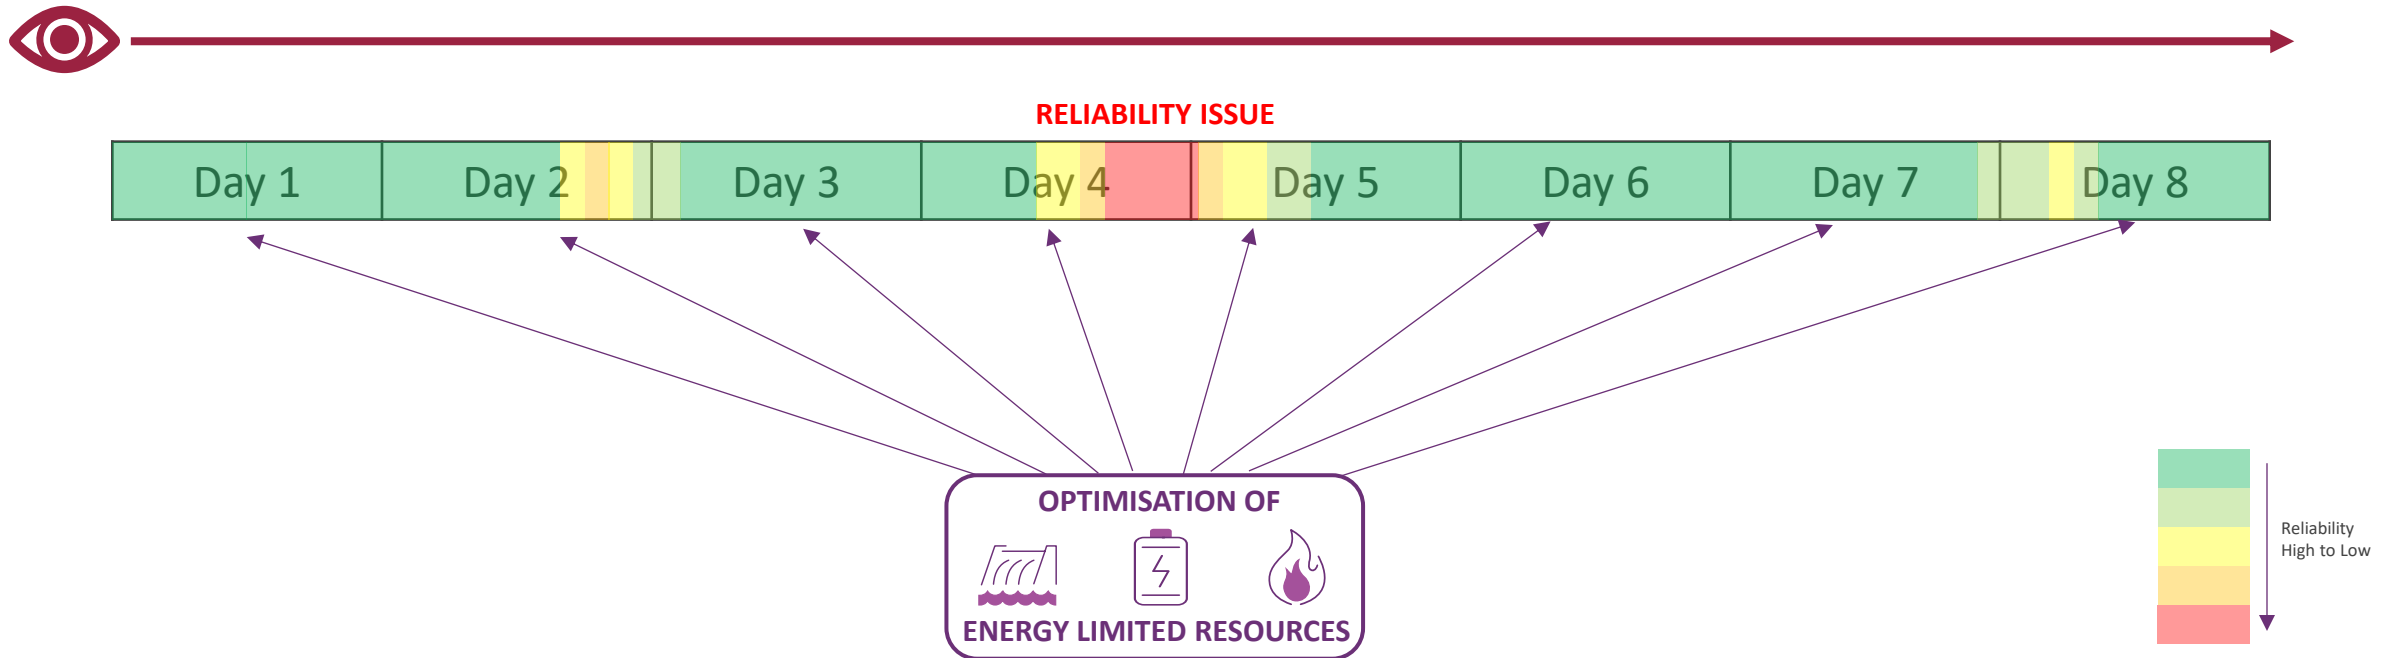 RELIABILITY ISSUE
Day 1 Day 2 Day 3 Day 4 Day 5 Day 6 Day 7 Day 8
OPTIMISATION OF
ENERGY LIMITED RESOURCES
Reliability
High to Low